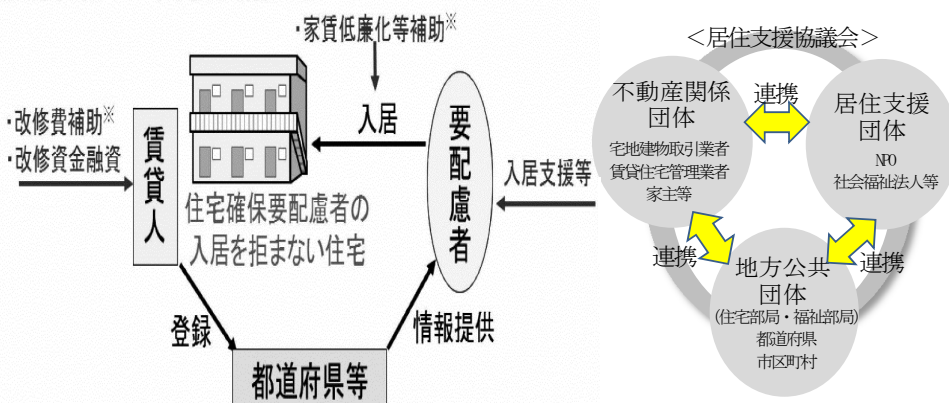 ・家賃低廉化等補助※
・改修費補助※
・改修資金融資
賃貸人
入居
要配慮者
入居支援等
住宅確保要配慮者の
入居を拒まない住宅
登録
情報提供
都道府県等
＜居住支援協議会＞
不動産関係
団体
宅地建物取引業者
賃貸住宅管理業者
家主等
連携
居住支援
団体
NPO
社会福祉法人等
連携
連携
地方公共
団体
(住宅部局・福祉部局)
都道府県
市区町村